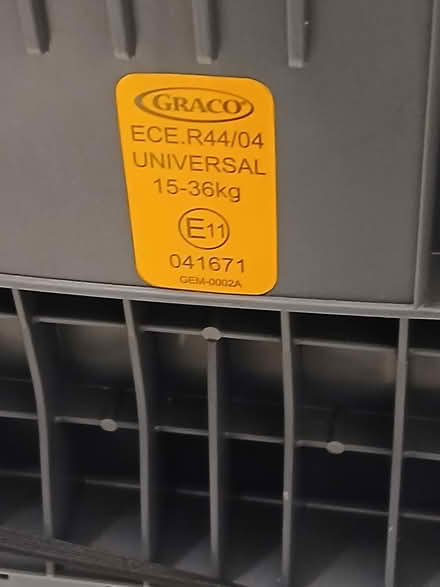 GRACO
ECE.R44/04
UNIVERSAL
15-36kg
E11
041671
GEM-0002A